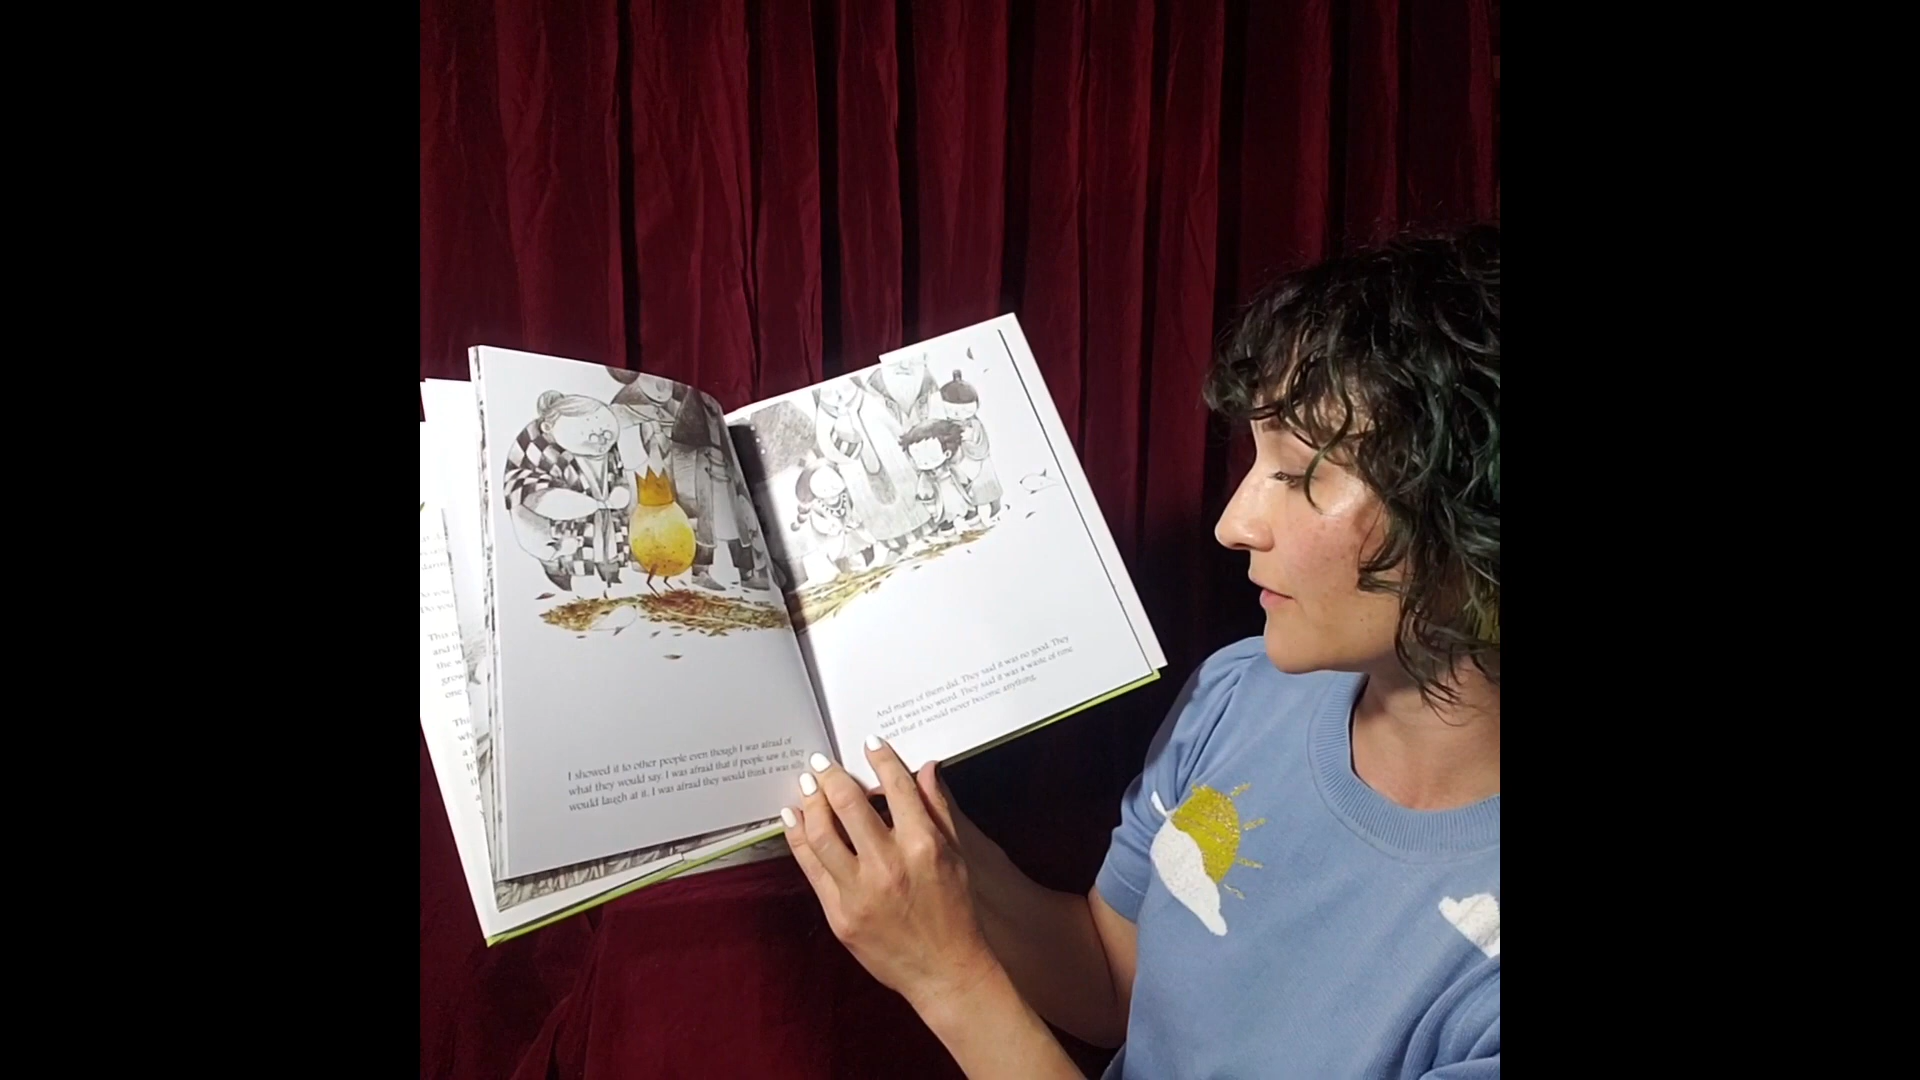 I showed it to other people even though I was afraid of
what they would say. I was afraid that if people saw it, they
would laugh at it. I was afraid they would think it was silly.
And many of them did. They said it was no good. They
said it was too weird. They said it was a waste of time
and that it would never become anything.